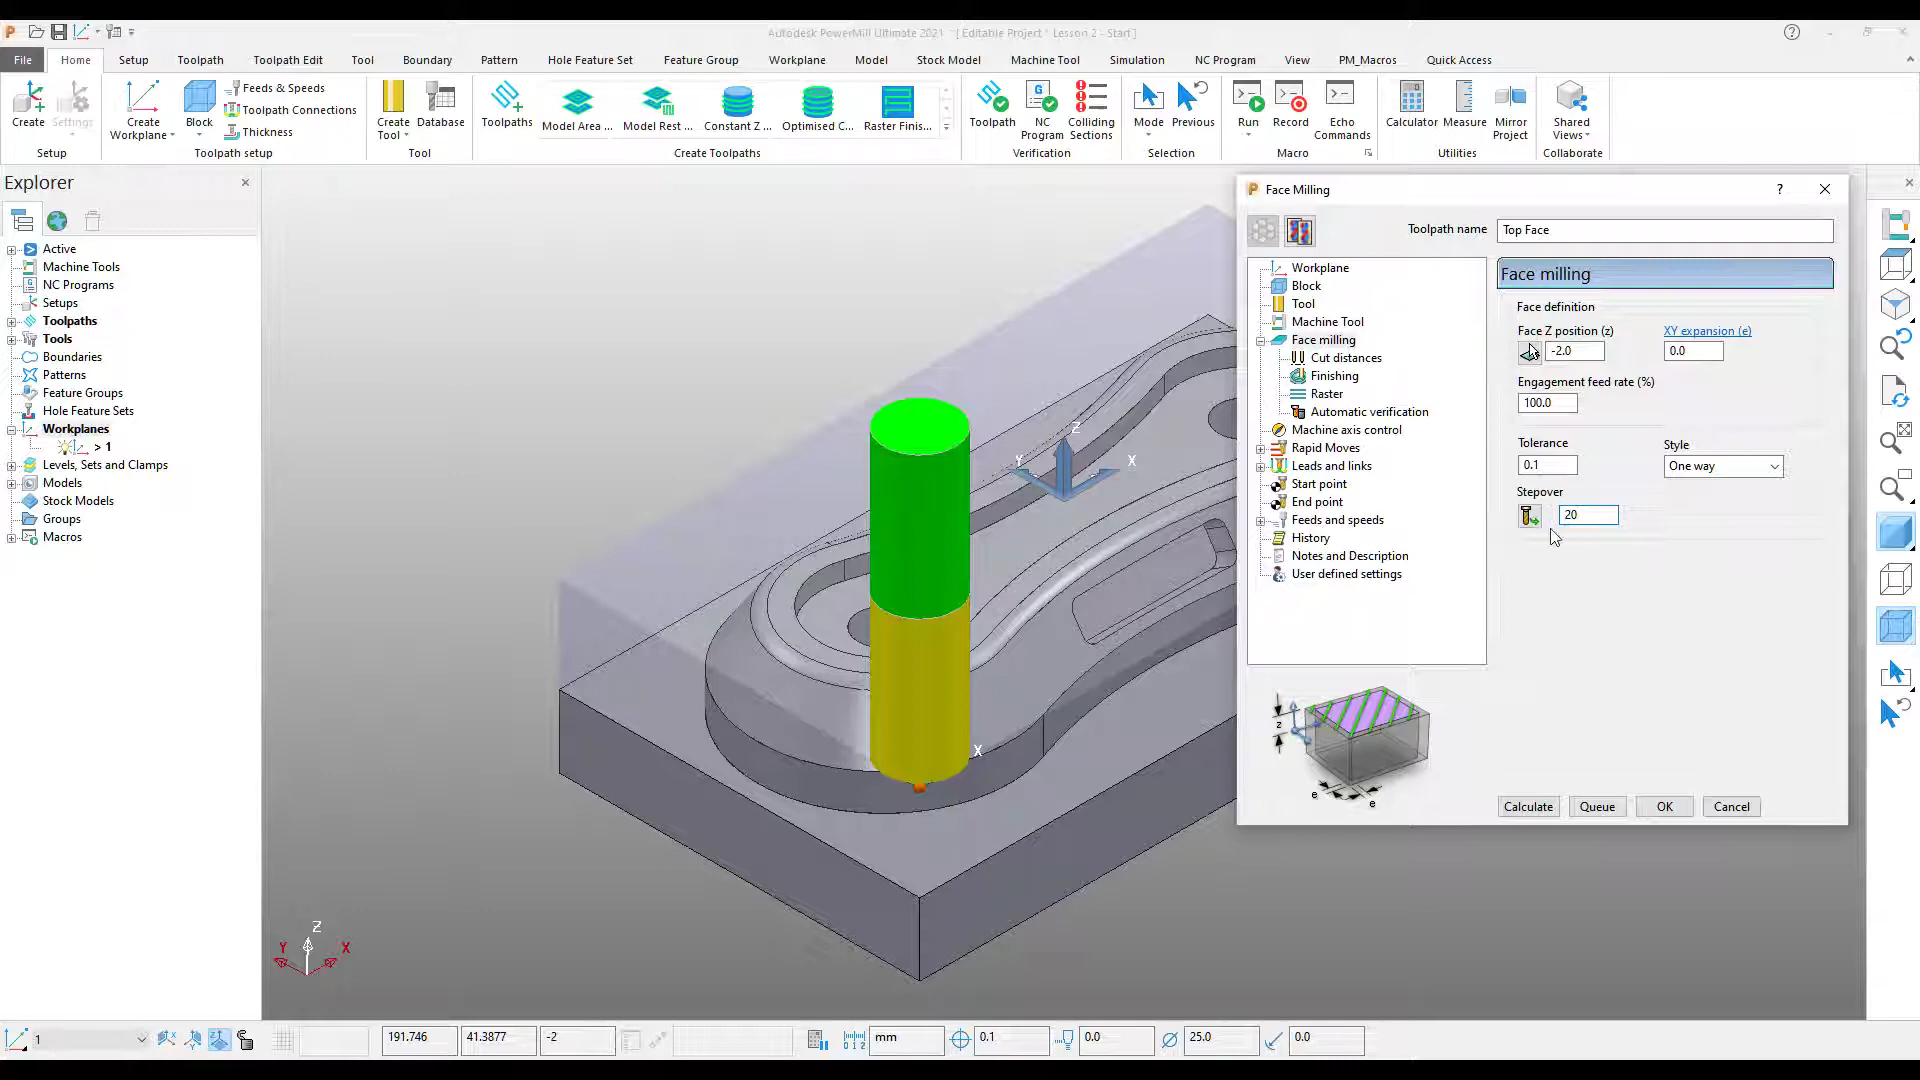 Autodesk PowerMill Ultimate 2021 - [ Editable Project * Lesson 2 - Start ]
File Home Setup Toolpath Toolpath Edit Tool Boundary Pattern Hole Feature Set Feature Group Workplane Model Stock Model Machine Tool Simulation NC Program View PM_Macros Quick Access
Create
Settings
Setup
Create Workplane
Block
Feeds & Speeds
Toolpath Connections
Thickness
Toolpath setup
Create Tool
Database
Tool
Toolpaths
Model Area ...
Model Rest ...
Constant Z ...
Optimised C...
Raster Finis...
Create Toolpaths
Toolpath
NC Program
Colliding Sections
Verification
Mode
Previous
Selection
Run
Record
Echo Commands
Macro
Calculator
Measure
Mirror Project
Utilities
Shared Views
Collaborate
Explorer
Active
Machine Tools
NC Programs
Setups
Toolpaths
Tools
Boundaries
Patterns
Feature Groups
Hole Feature Sets
Workplanes
> 1
Levels, Sets and Clamps
Models
Stock Models
Groups
Macros
Z
Y
X
X
Z
Y
X
Face Milling
?
Toolpath name Top Face
Workplane
Block
Tool
Machine Tool
Face milling
Cut distances
Finishing
Raster
Automatic verification
Machine axis control
Rapid Moves
Leads and links
Start point
End point
Feeds and speeds
History
Notes and Description
User defined settings
Face milling
Face definition
Face Z position (z) XY expansion (e)
-2.0 0.0
Engagement feed rate (%)
100.0
Tolerance Style
0.1 One way
Stepover
20
z
e
e
Calculate Queue OK Cancel
1 191.746 41.3877 -2 mm 0.1 0.0 25.0 0.0